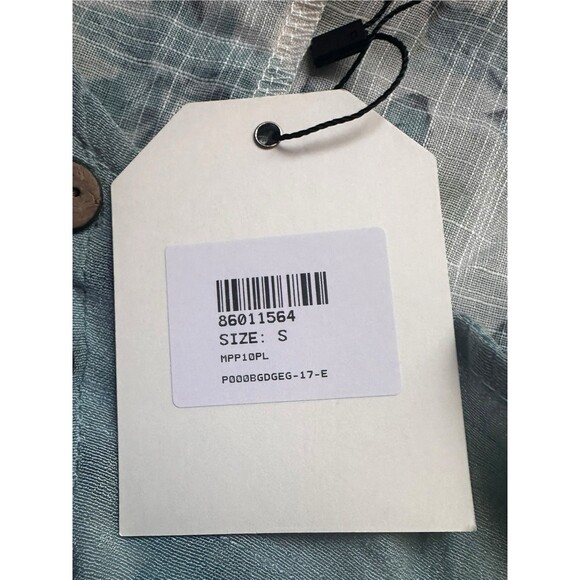 86011564
SIZE: S
MPP10PL
P000BGDGEG-17-E